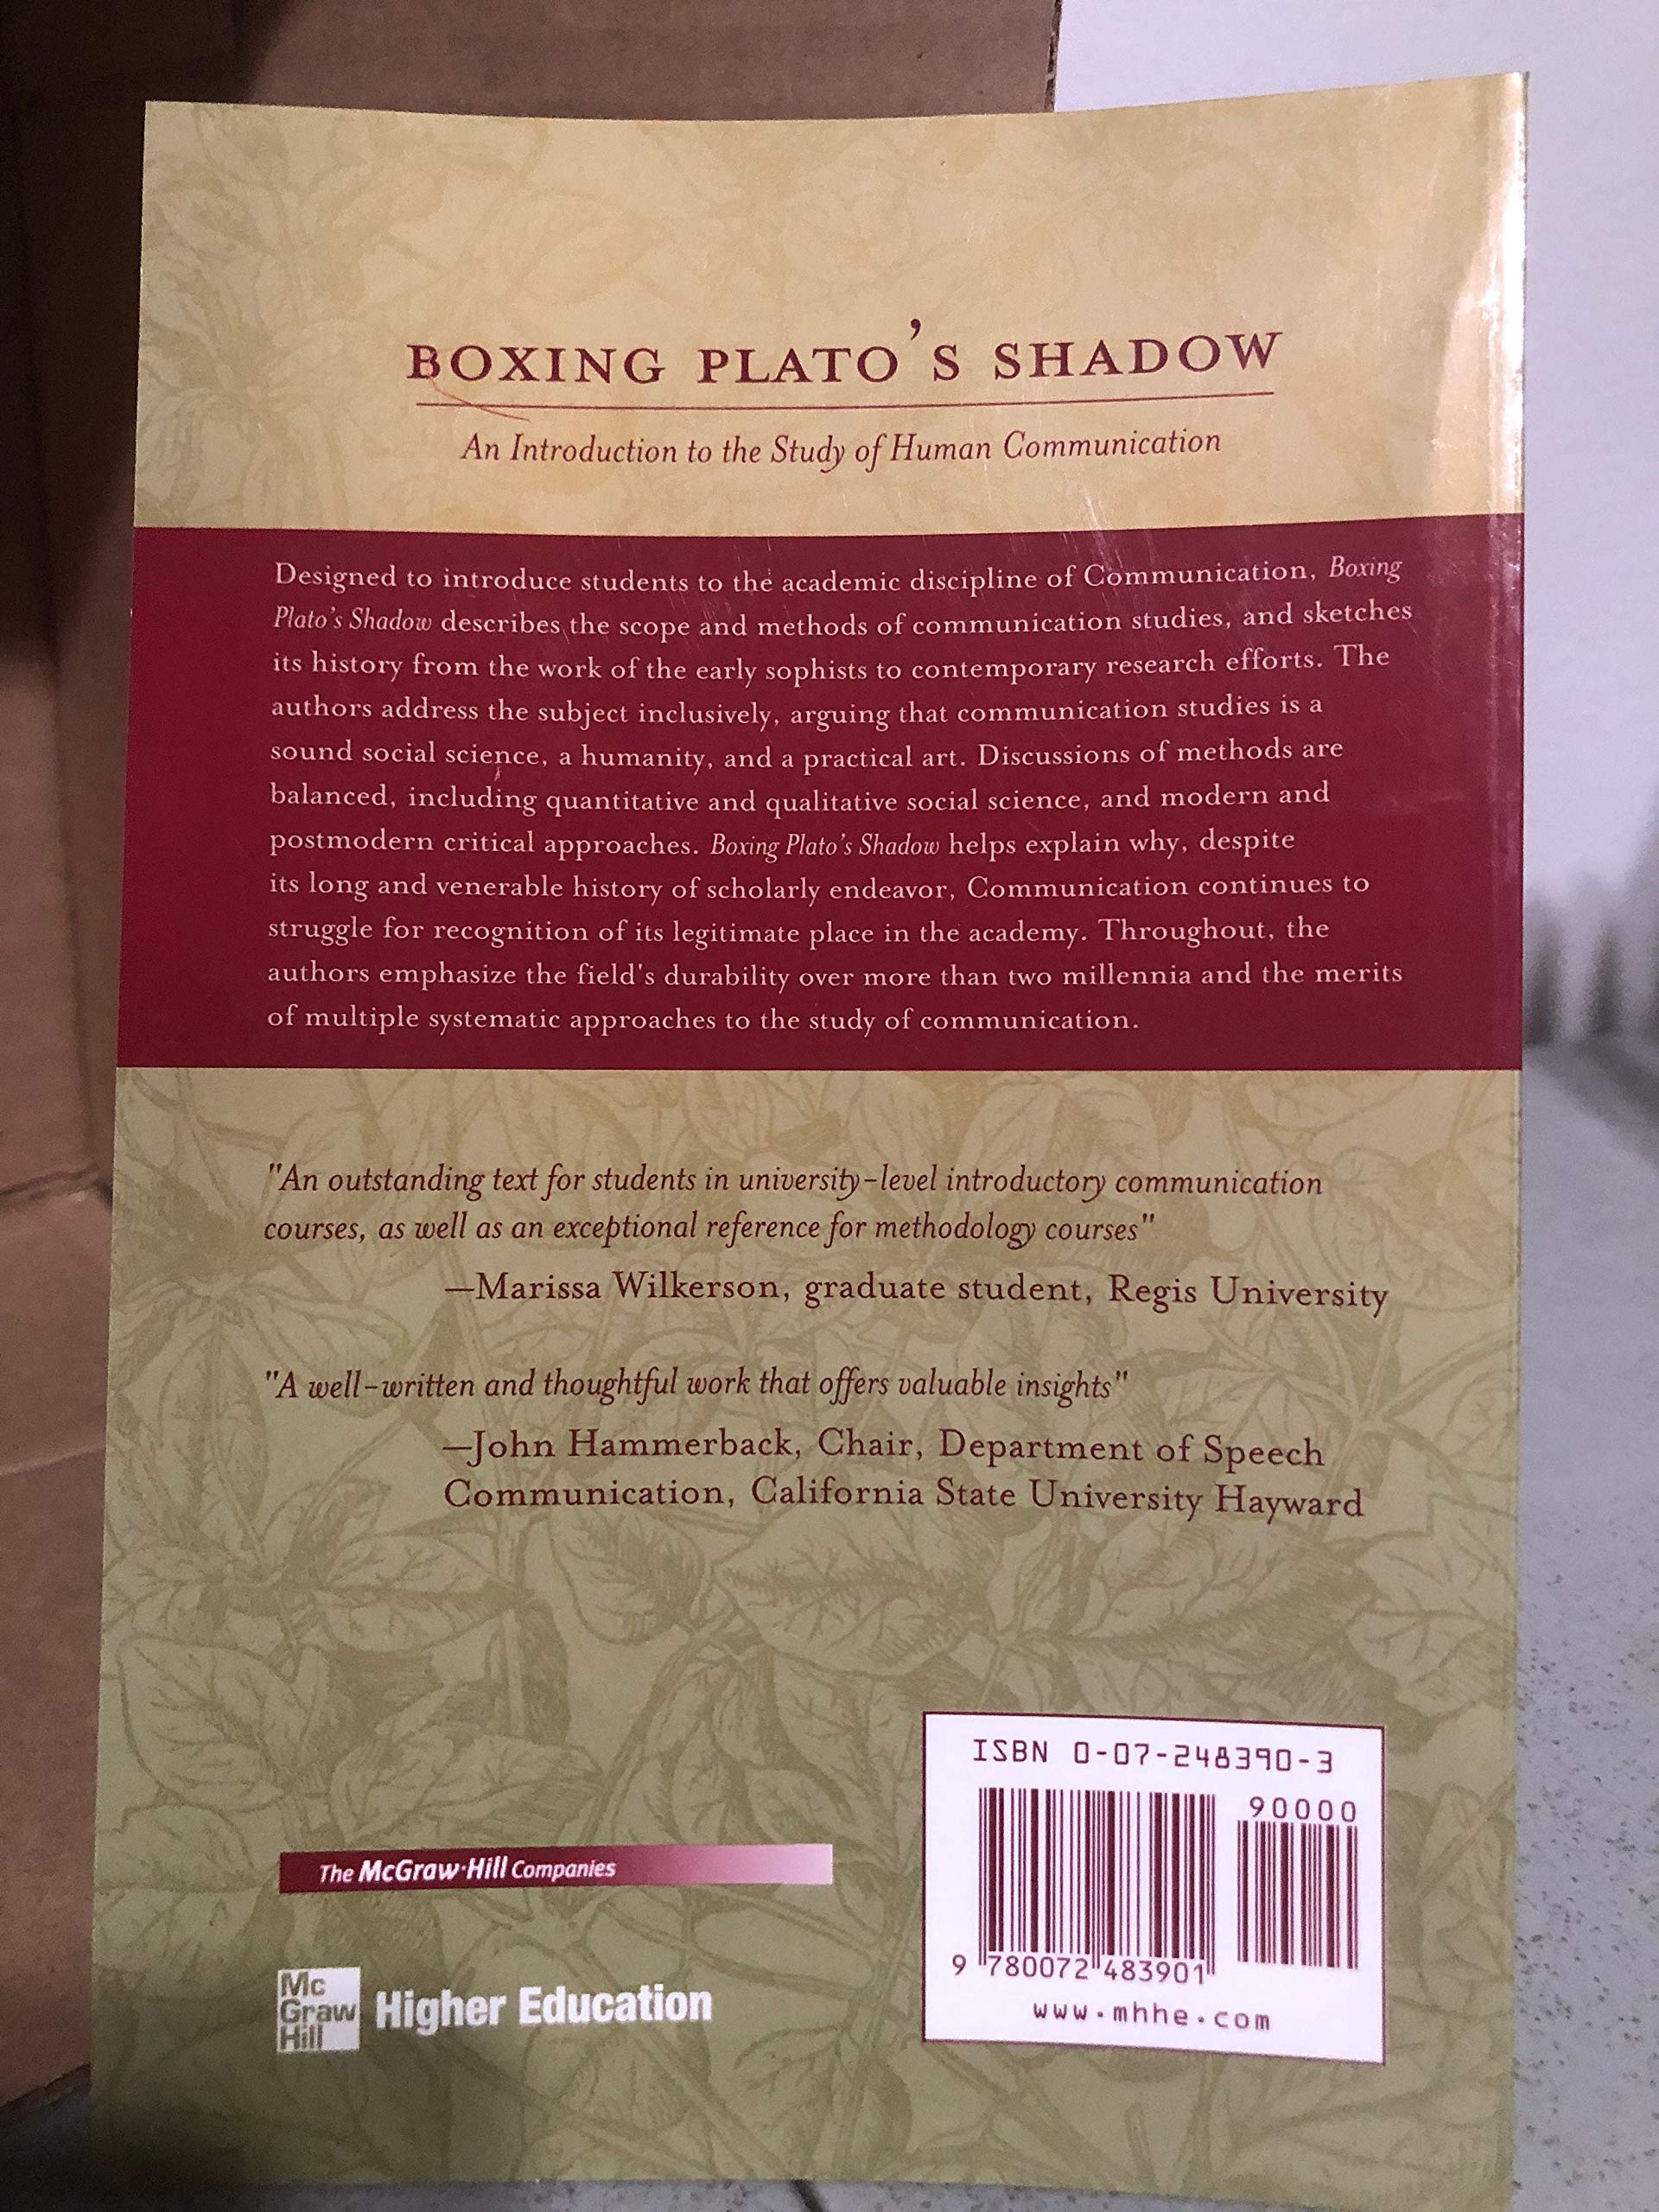 BOXING PLATO'S SHADOW
An Introduction to the Study of Human Communication
Designed to introduce students to the academic discipline of Communication, Boxing
Plato's Shadow describes the scope and methods of communication studies, and sketches
its history from the work of the early sophists to contemporary research efforts. The
authors address the subject inclusively, arguing that communication studies is a
sound social science, a humanity, and a practical art. Discussions of methods are
balanced, including quantitative and qualitative social science, and modern and
postmodern critical approaches. Boxing Plato's Shadow helps explain why, despite
its long and venerable history of scholarly endeavor, Communication continues to
struggle for recognition of its legitimate place in the academy. Throughout, the
authors emphasize the field's durability over more than two millennia and the merits
of multiple systematic approaches to the study of communication.
"An outstanding text for students in university-level introductory communication
courses, as well as an exceptional reference for methodology courses"
—Marissa Wilkerson, graduate student, Regis University
"A well-written and thoughtful work that offers valuable insights"
—John Hammerback, Chair, Department of Speech
Communication, California State University Hayward
ISBN 0-07-248390-3
90000
9 780072 483901
www.mhhe.com
The McGraw·Hill Companies
Mc
Graw
Hill
Higher Education